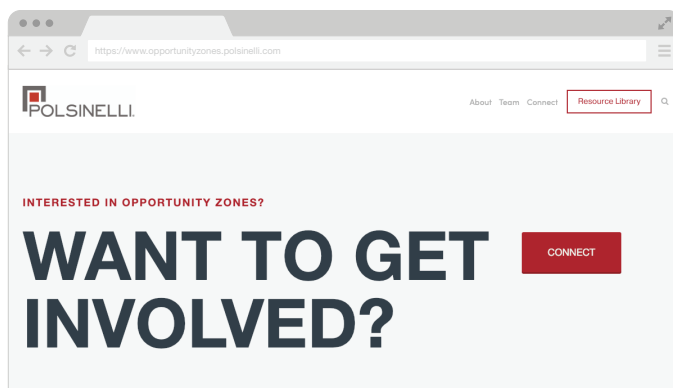 https://www.opportunityzones.polsinelli.com
POLSINELLI.
About Team Connect Resource Library
INTERESTED IN OPPORTUNITY ZONES?
WANT TO GET
CONNECT
INVOLVED?